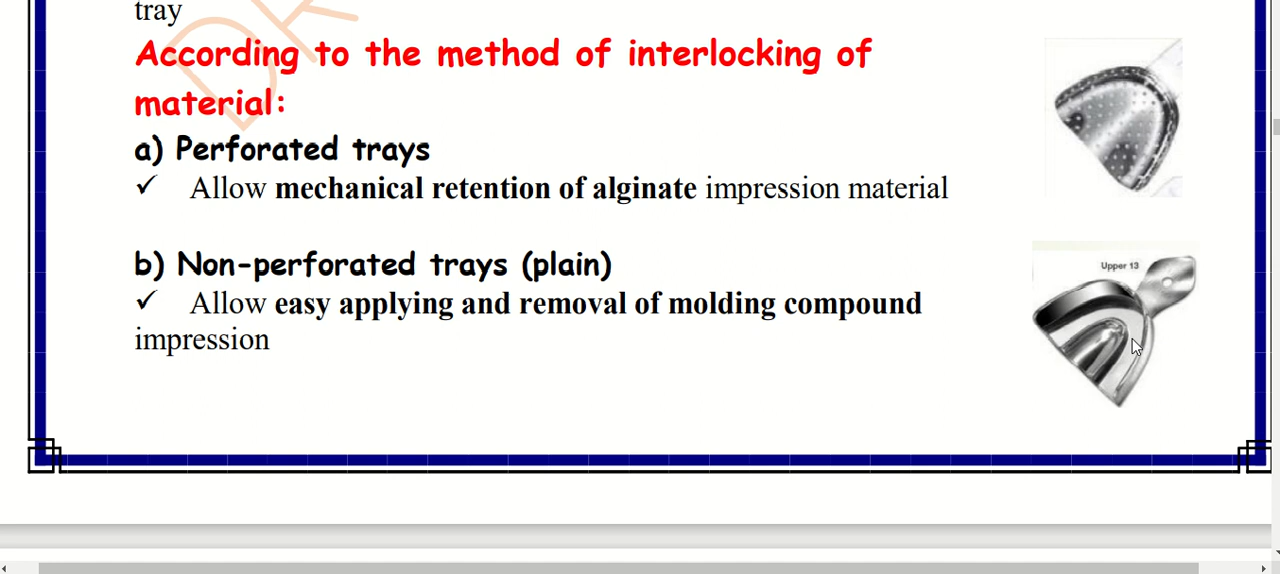 tray
According to the method of interlocking of
material:
a) Perforated trays
✓ Allow mechanical retention of alginate impression material
b) Non-perforated trays (plain)
✓ Allow easy applying and removal of molding compound
impression
Upper 13
DR